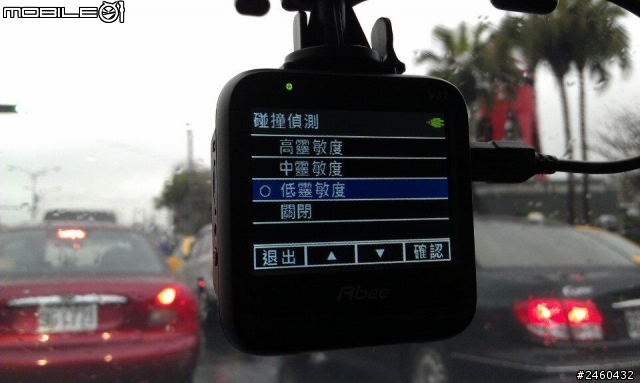 MOBILE01
碰撞偵測
高靈敏度
中靈敏度
低靈敏度
關閉
退出 ▲ ▼ 確認
Abee
#2460432